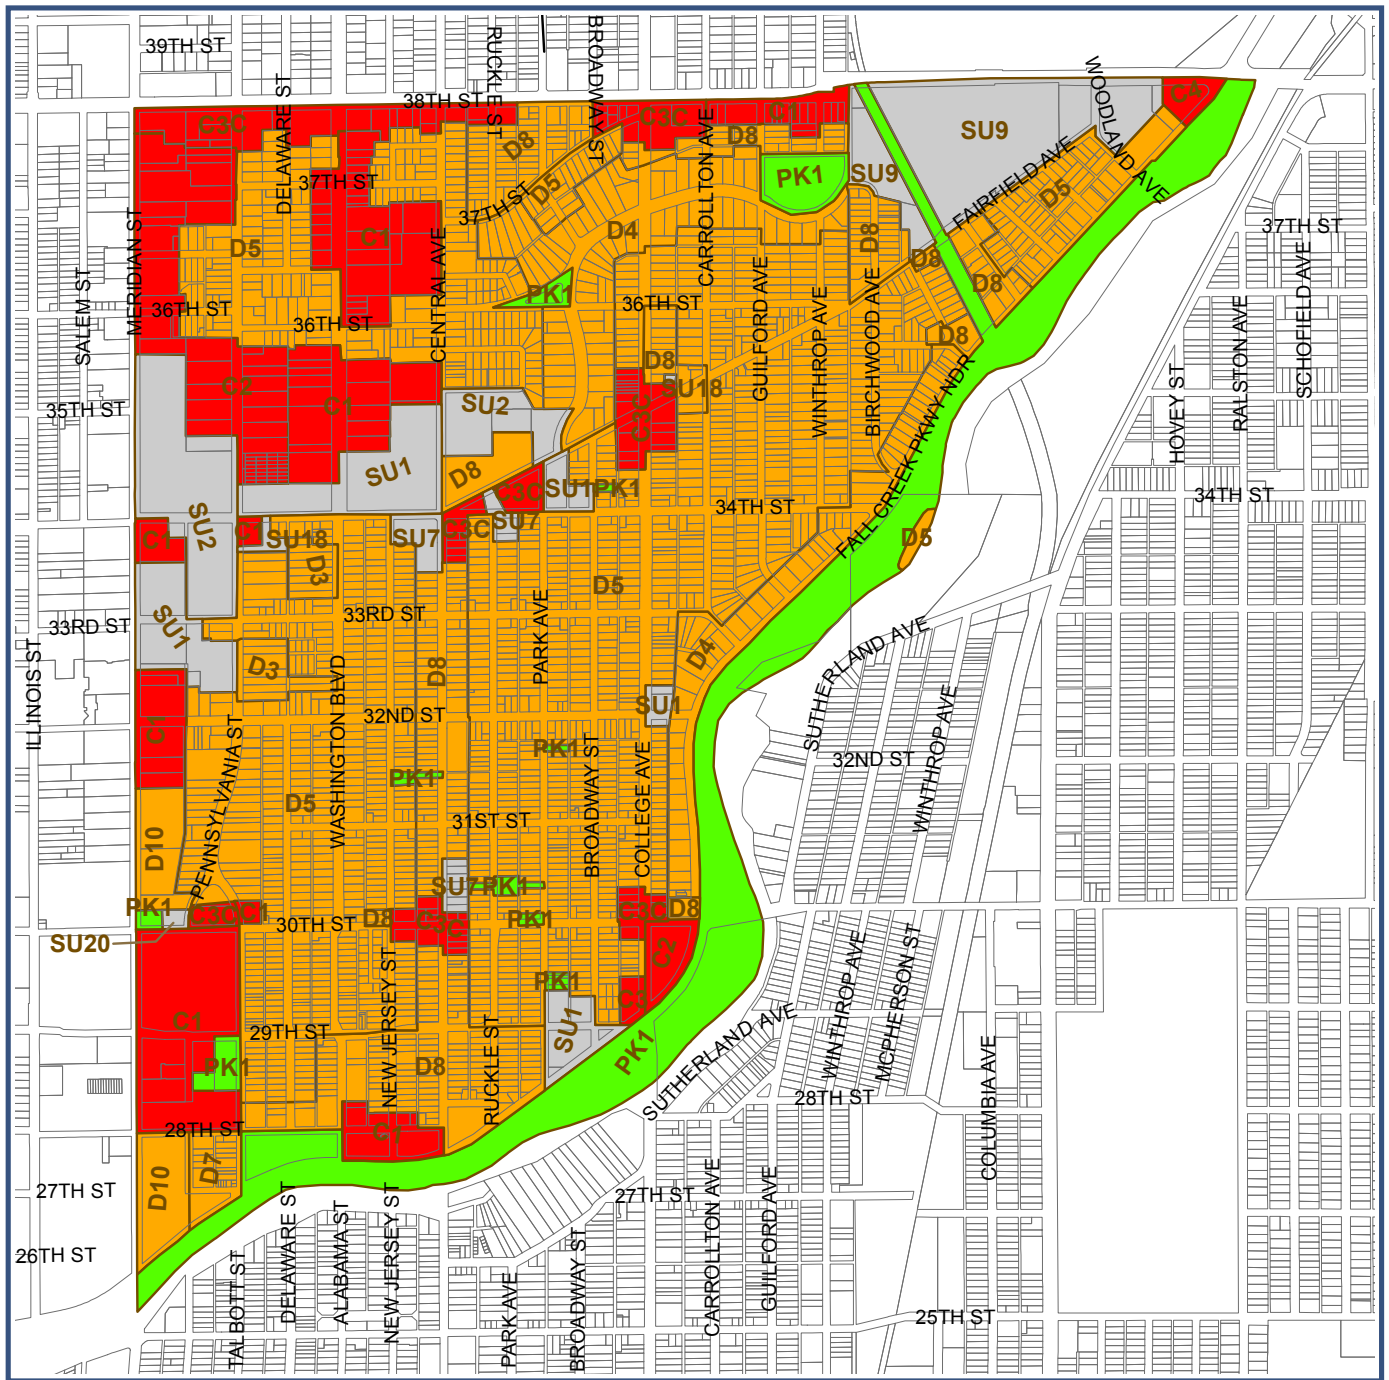 39TH ST
RUCKLE ST
BROADWAY ST
WOODLAND AVE
DELAWARE ST
38TH ST
C3C
C3C
C1
C4
CARROLLTON AVE
D8
D8
SU9
SU9
FAIRFIELD AVE
37TH ST
37TH ST
D5
PK1
D5
MERIDIAN ST
D5
C1
D4
D8
D8
37TH ST
SCHOFIELD AVE
SALEM ST
CENTRAL AVE
PK1
36TH ST
GUILFORD AVE
WINTHROP AVE
BIRCHWOOD AVE
D8
36TH ST
36TH ST
D8
RALSTON AVE
C2
C1
D8
SU18
35TH ST
SU2
C3C
HOVEY ST
FALL CREEK PKWY NDR
SU1
D8
C3C
SU1
PK1
34TH ST
34TH ST
SU2
C1
C1
SU18
SU7
C3C
SU7
D5
D3
D5
33RD ST
33RD ST
SU1
ILLINOIS ST
D3
WASHINGTON BLVD
D8
PARK AVE
D4
SUTHERLAND AVE
C1
32ND ST
SU1
WINTHROP AVE
PENNSYLVANIA ST
PK1
BROADWAY ST
COLLEGE AVE
32ND ST
PK1
D5
31ST ST
D10
SU7
PK1
PK1
C3C
C1
30TH ST
D8
C3C
PK1
C3C
D8
SU20
C2
WINTHROP AVE
MCPHERSON ST
NEW JERSEY ST
PK1
C3
C1
29TH ST
SU1
PK1
SUTHERLAND AVE
COLUMBIA AVE
PK1
D8
RUCKLE ST
28TH ST
28TH ST
C1
D10
D7
27TH ST
27TH ST
CARROLLTON AVE
GUILFORD AVE
26TH ST
TALBOTT ST
DELAWARE ST
ALABAMA ST
NEW JERSEY ST
PARK AVE
BROADWAY ST
25TH ST